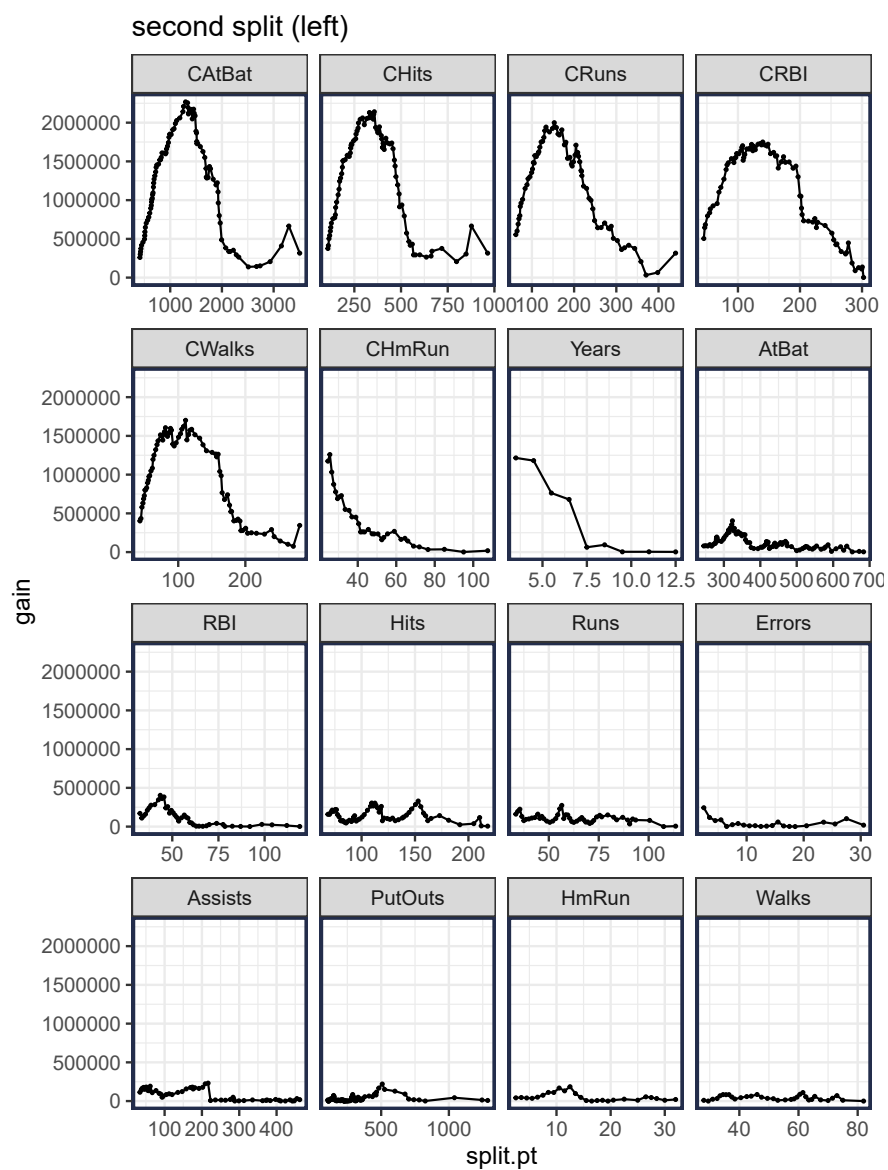 second split (left)
CAtBat CHits CRuns CRBI
2000000
1500000
1000000
500000
0
1000 2000 3000 250 500 750 1000 100 200 300 400 100 200 300
CWalks CHmRun Years AtBat
2000000
1500000
1000000
500000
0
100 200 40 60 80 100 5.0 7.5 10.0 12.5 300 400 500 600 700
gain
RBI Hits Runs Errors
2000000
1500000
1000000
500000
0
50 75 100 100 150 200 50 75 100 10 20 30
Assists PutOuts HmRun Walks
2000000
1500000
1000000
500000
0
100 200 300 400 500 1000 10 20 30 40 60 80
split.pt